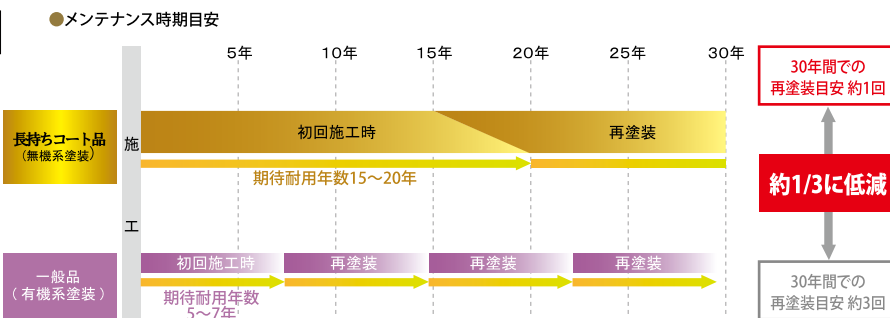 ●メンテナンス時期目安
5年 10年 15年 20年 25年 30年
長持ちコート品
(無機系塗装)
施
工
初回施工時
再塗装
期待耐用年数15〜20年
一般品
(有機系塗装)
初回施工時
再塗装
再塗装
再塗装
期待耐用年数
5〜7年
30年間での
再塗装目安 約1回
約1/3に低減
30年間での
再塗装目安 約3回